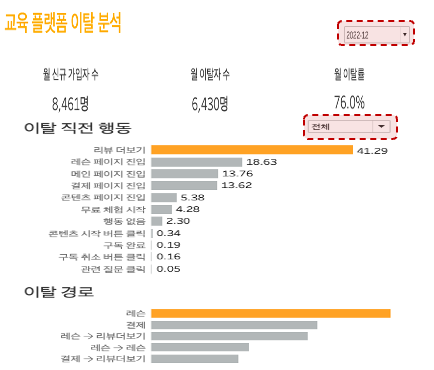 교육 플랫폼 이탈 분석
2022-12
월 신규 가입자 수
월 이탈자 수
월 이탈률
8,461명
6,430명
76.0%
이탈 직전 행동
전체
리뷰 더보기 41.29
레슨 페이지 진입 18.63
메인 페이지 진입 13.76
결제 페이지 진입 13.62
콘텐츠 페이지 진입 5.38
무료 체험 시작 4.28
행동 없음 2.30
콘텐츠 시작 버튼 클릭 0.34
구독 완료 0.19
구독 취소 버튼 클릭 0.16
관련 질문 클릭 0.05
이탈 경로
레슨
결제
레슨 → 리뷰더보기
레슨 → 레슨
결제 → 리뷰더보기